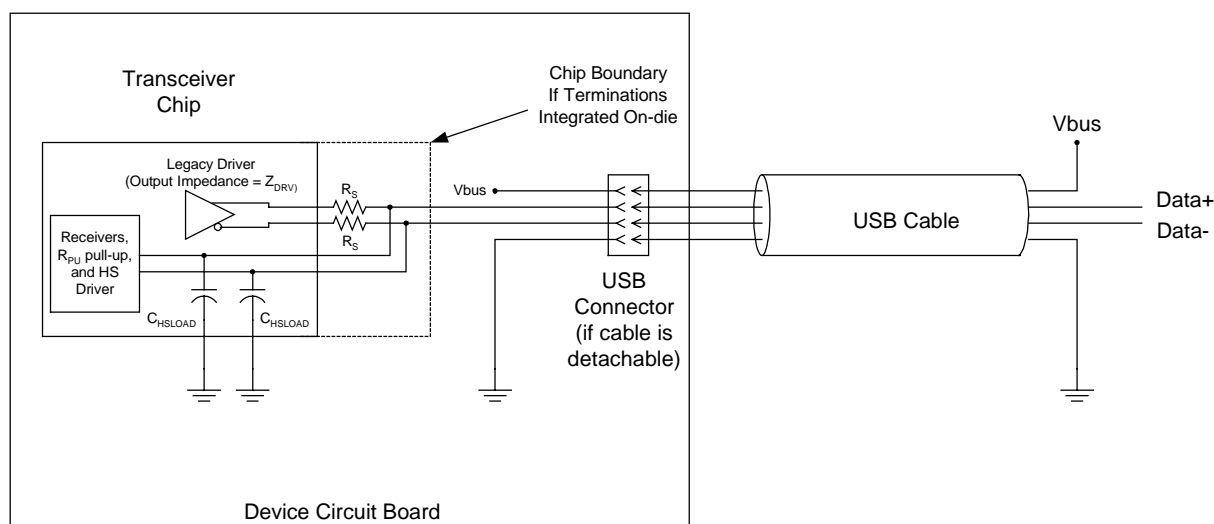 Transceiver
Chip
Chip Boundary
If Terminations
Integrated On-die
Legacy Driver
(Output Impedance = ZDRV)
RS
RS
Receivers,
RPU pull-up,
and HS
Driver
CHSLOAD
CHSLOAD
Vbus
USB
Connector
(if cable is
detachable)
USB Cable
Vbus
Data+
Data-
Device Circuit Board